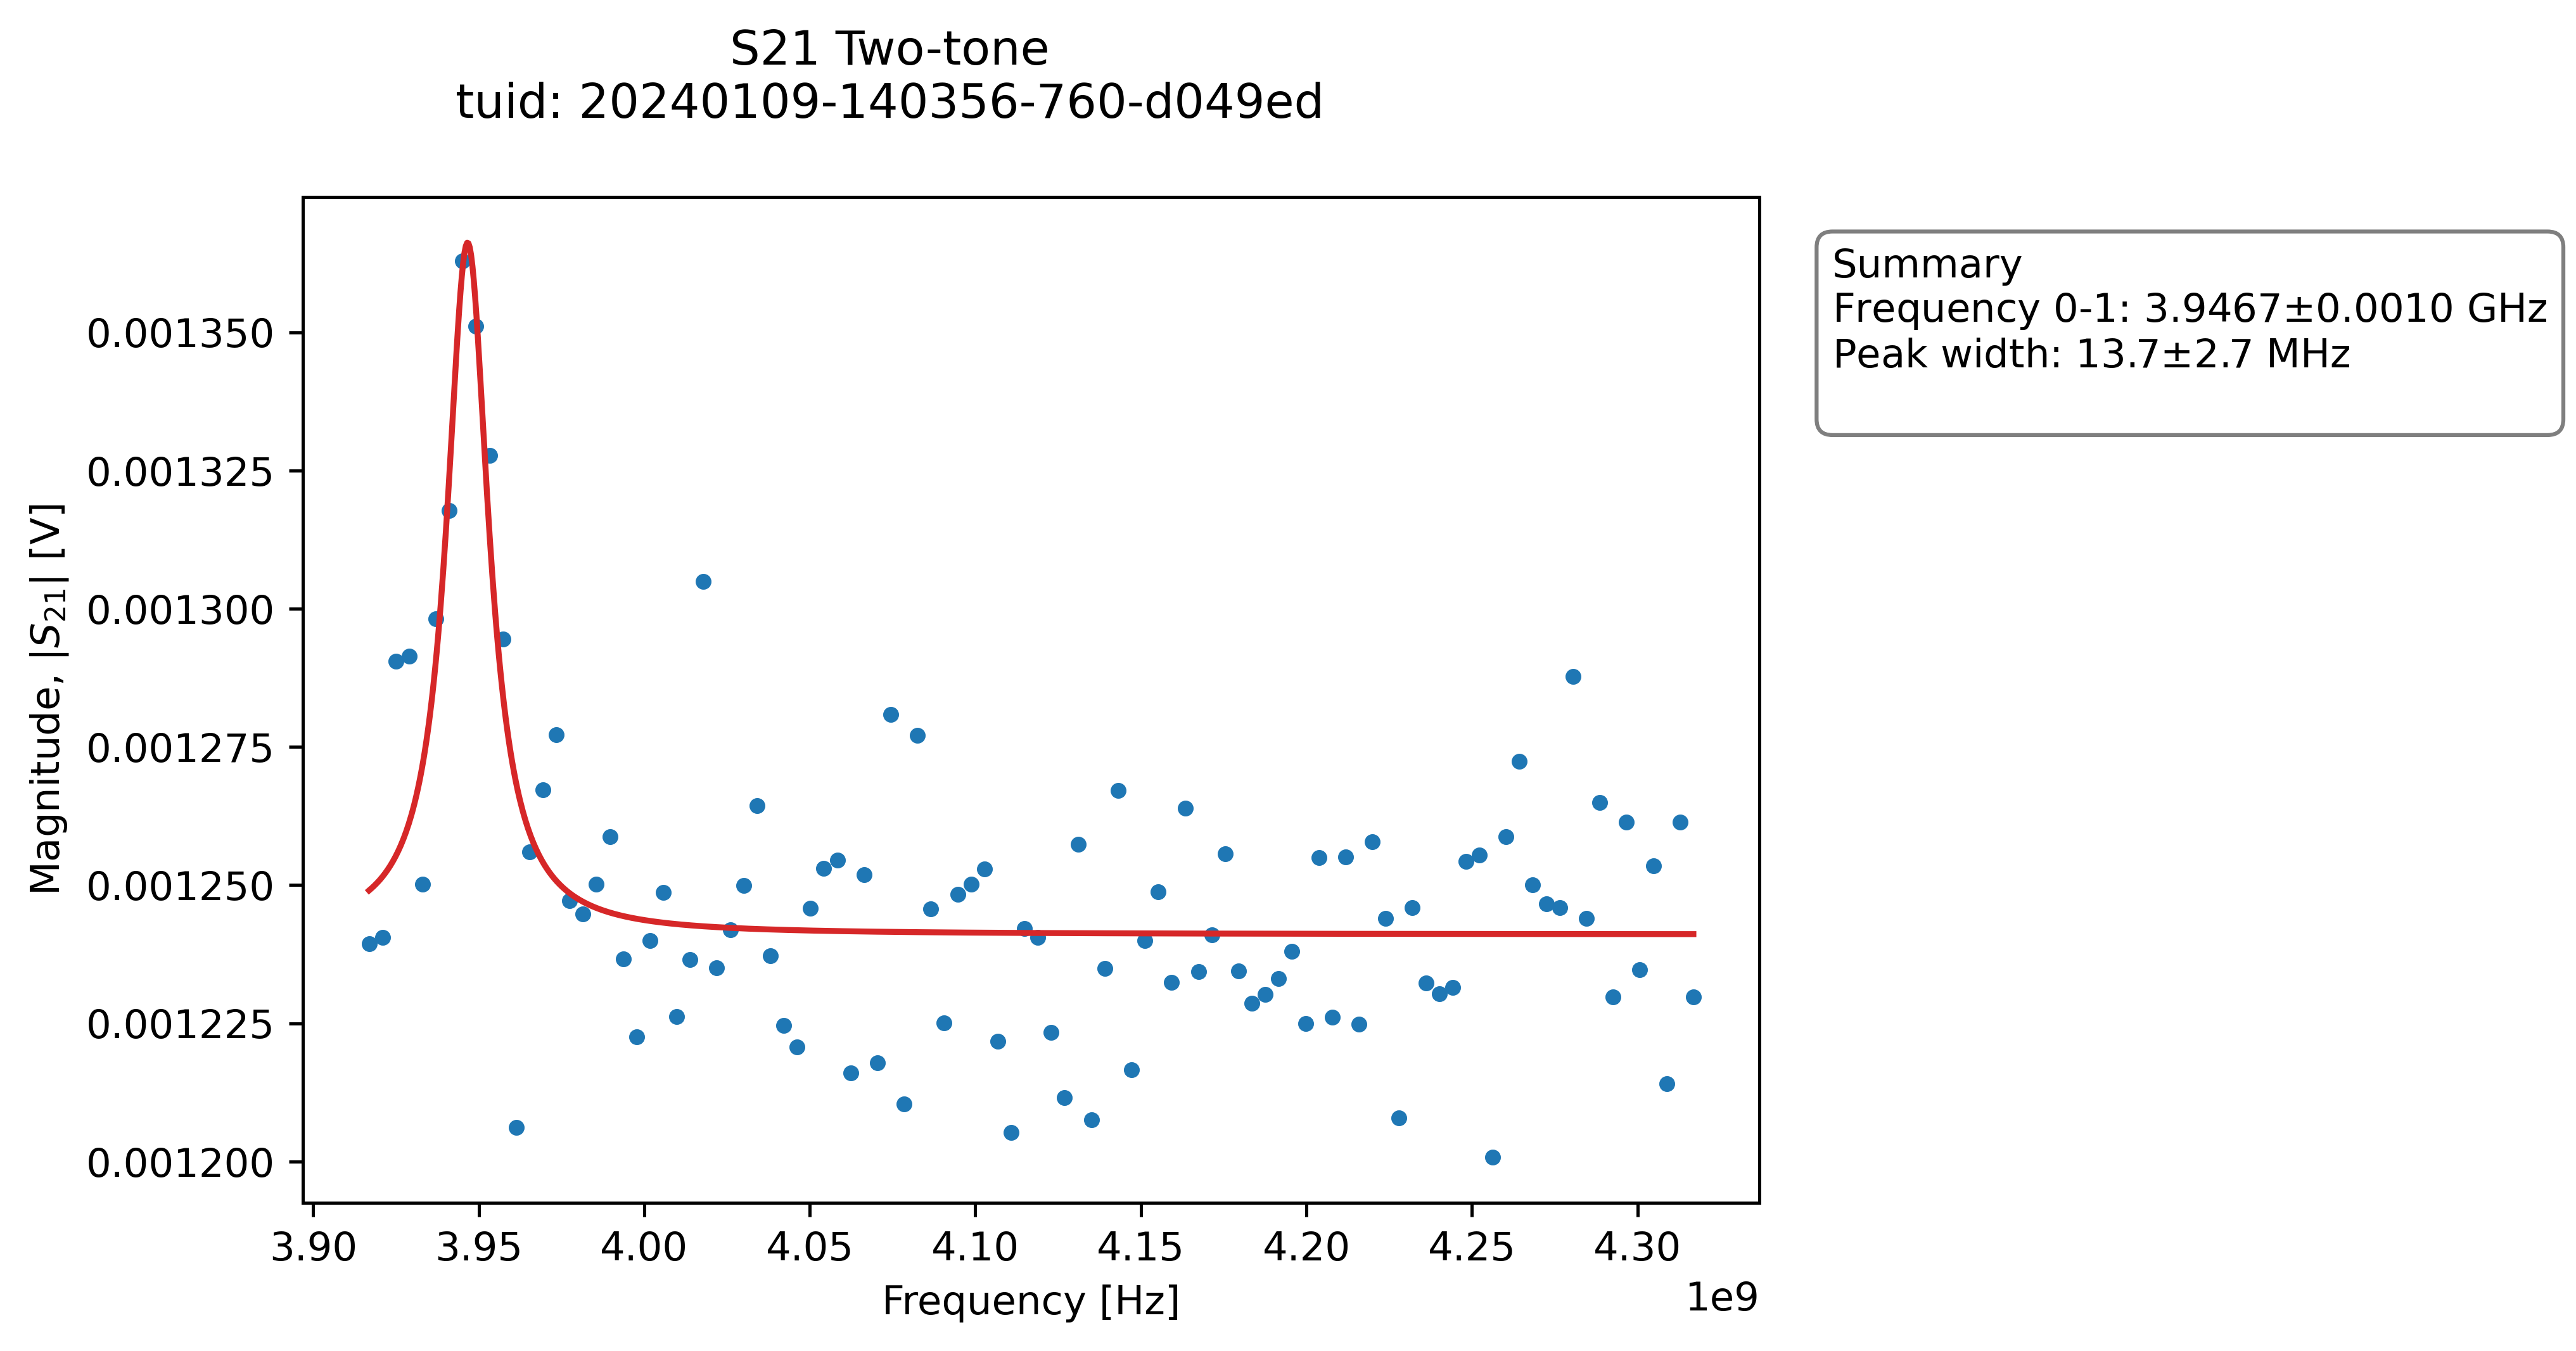 S21 Two-tone
tuid: 20240109-140356-760-d049ed
Summary
Frequency 0-1: 3.9467±0.0010 GHz
Peak width: 13.7±2.7 MHz
Magnitude, |S21| [V]
0.001350
0.001325
0.001300
0.001275
0.001250
0.001225
0.001200
3.90 3.95 4.00 4.05 4.10 4.15 4.20 4.25 4.30
Frequency [Hz]
1e9